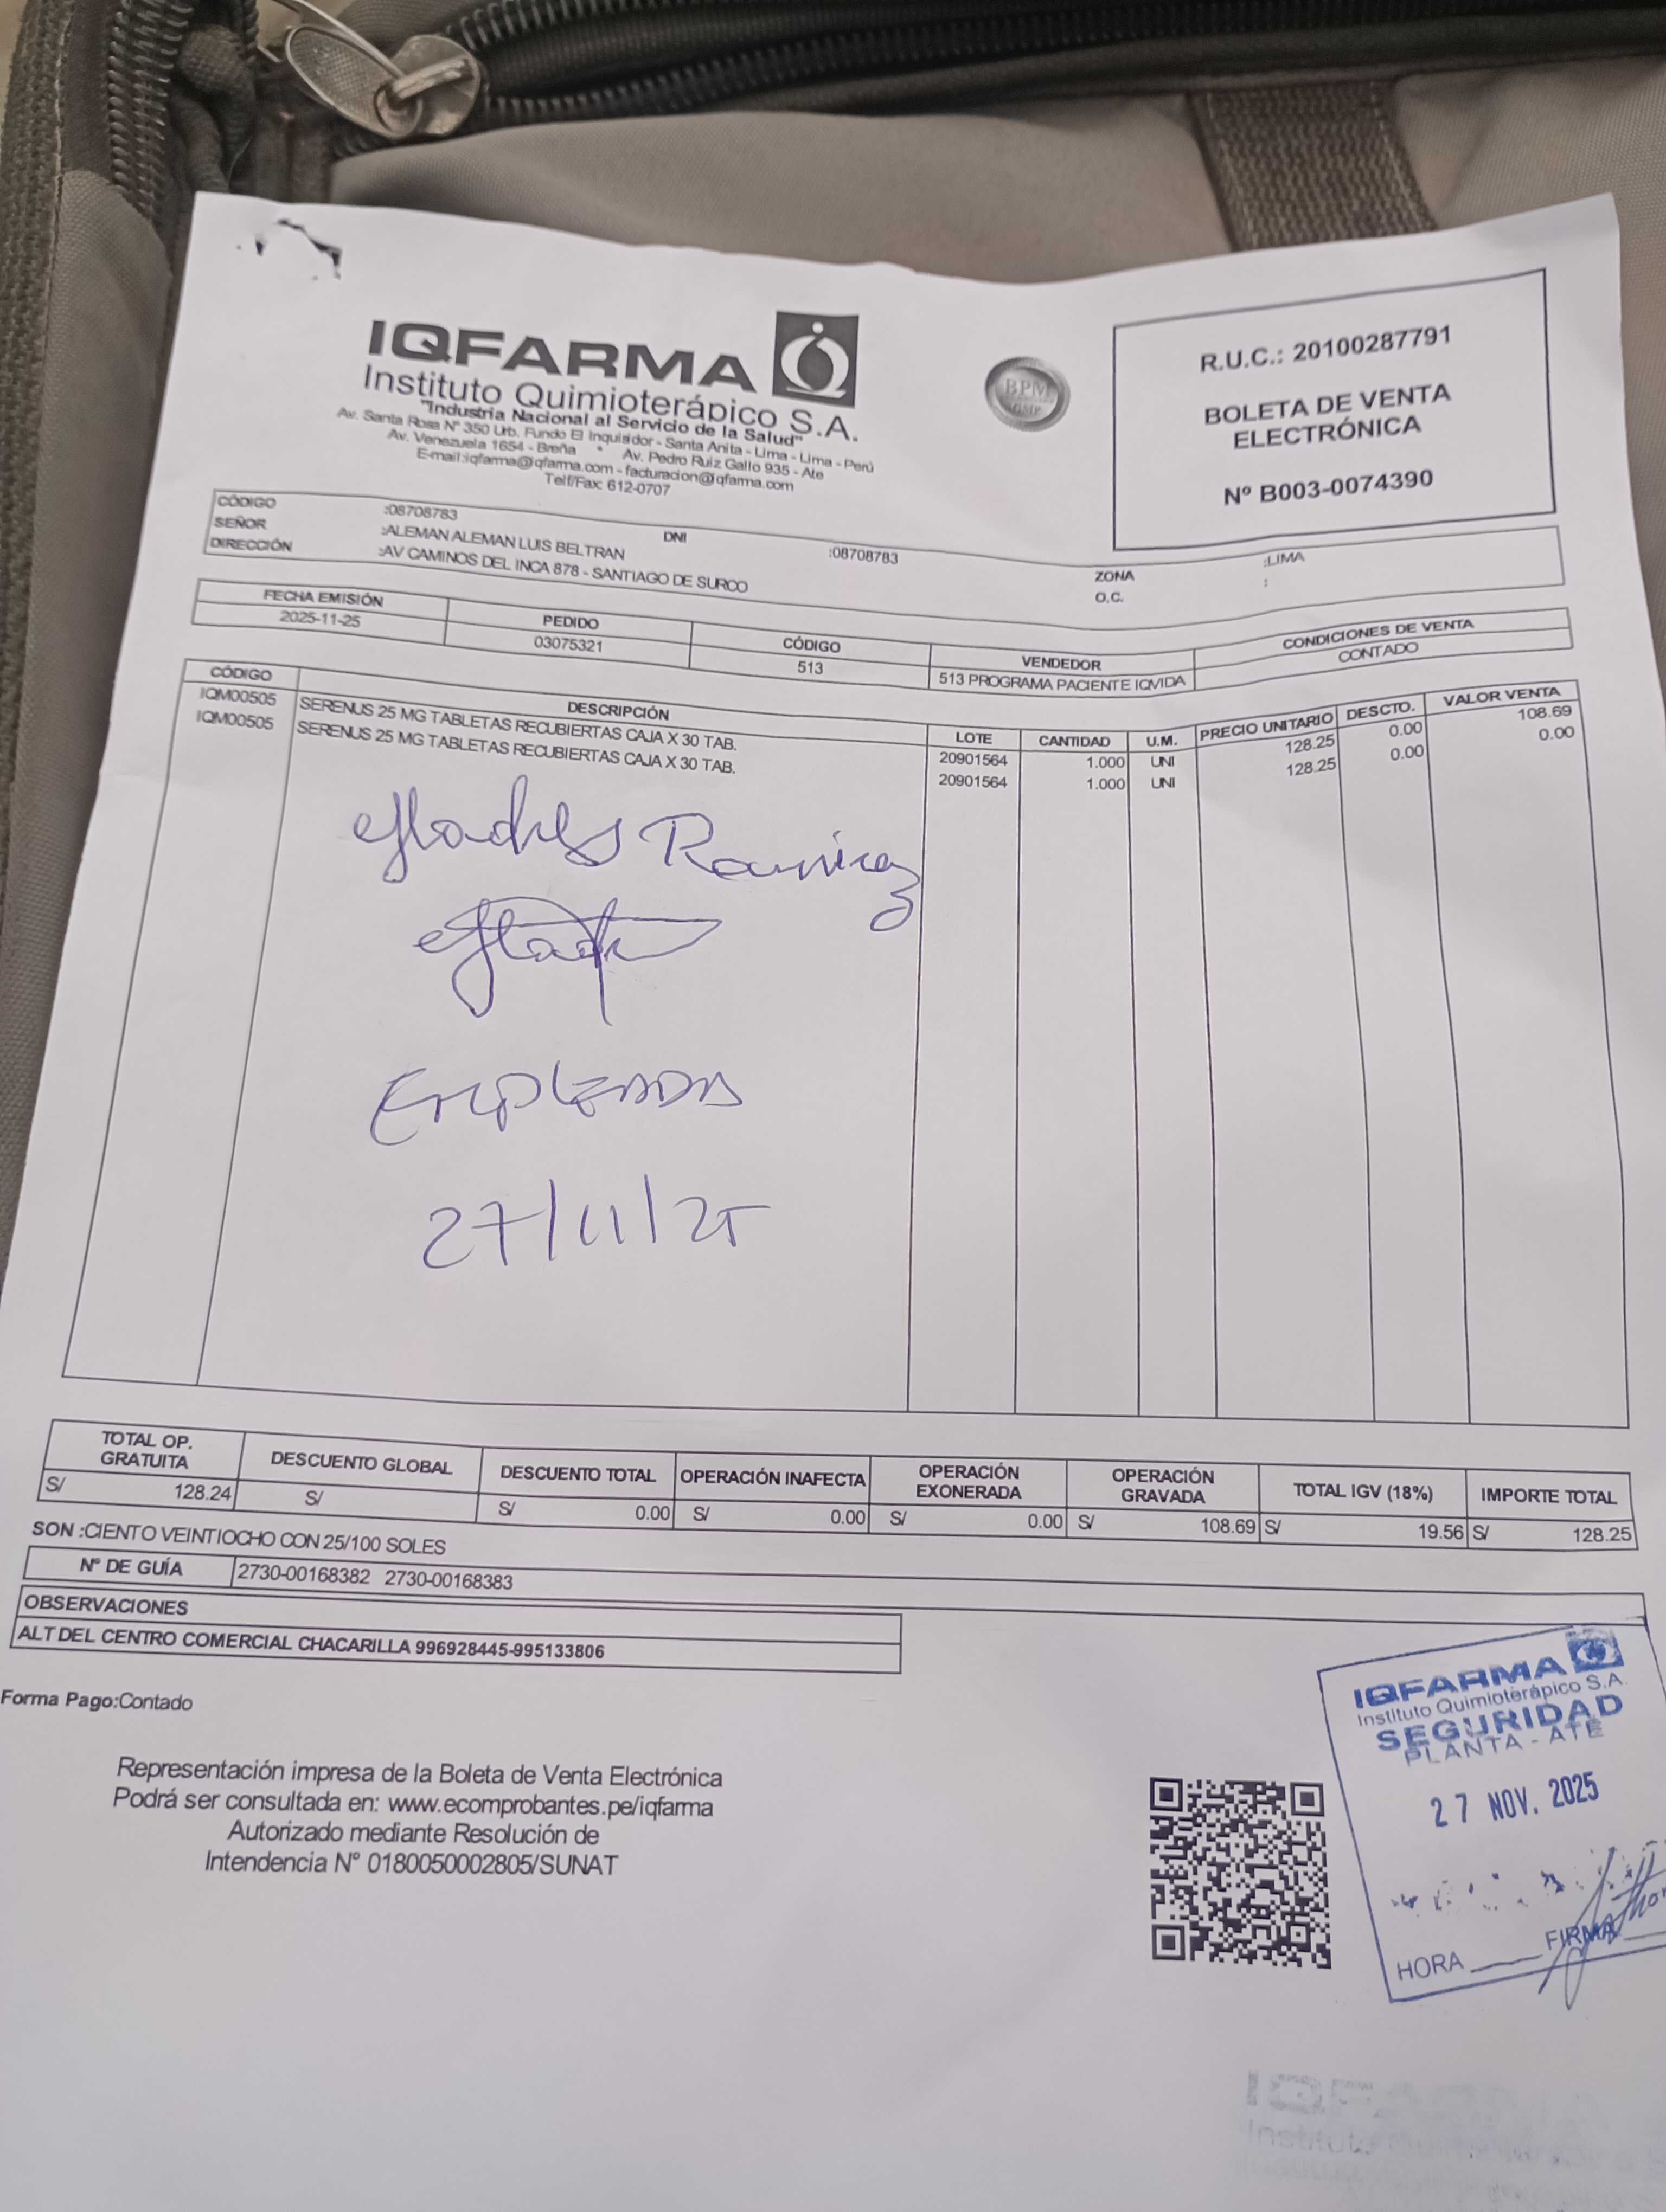 IQFARMA
Instituto Quimioterápico S.A.
"Industria Nacional al Servicio de la Salud"
Av. Santa Rosa N° 350 Urb. Fundo El Inquisidor - Santa Anita - Lima - Lima - Perú
Av. Venezuela 1654 - Breña * Av. Pedro Ruiz Gallo 935 - Ate
E-mail:iqfarma@iqfarma.com - facturacion@iqfarma.com
Telf/Fax: 612-0707
BPM
GMP
R.U.C.: 20100287791
BOLETA DE VENTA
ELECTRÓNICA
Nº B003-0074390
CÓDIGO :08708783 DNI :08708783 ZONA :LIMA
SEÑOR :ALEMAN ALEMAN LUIS BELTRAN O.C. :
DIRECCIÓN :AV CAMINOS DEL INCA 878 - SANTIAGO DE SURCO
FECHA EMISIÓN PEDIDO CÓDIGO VENDEDOR CONDICIONES DE VENTA
2025-11-25 03075321 513 513 PROGRAMA PACIENTE IQVIDA CONTADO
CÓDIGO DESCRIPCIÓN LOTE CANTIDAD U.M. PRECIO UNITARIO DESCTO. VALOR VENTA
IQM00505 SERENUS 25 MG TABLETAS RECUBIERTAS CAJA X 30 TAB. 20901564 1.000 UNI 128.25 0.00 108.69
IQM00505 SERENUS 25 MG TABLETAS RECUBIERTAS CAJA X 30 TAB. 20901564 1.000 UNI 128.25 0.00 0.00
Ramirez
EMPLEADA
27/11/25
TOTAL OP. GRATUITA DESCUENTO GLOBAL DESCUENTO TOTAL OPERACIÓN INAFECTA OPERACIÓN EXONERADA OPERACIÓN GRAVADA TOTAL IGV (18%) IMPORTE TOTAL
S/ 128.24 S/ S/ 0.00 S/ 0.00 S/ 0.00 S/ 108.69 S/ 19.56 S/ 128.25
SON :CIENTO VEINTIOCHO CON 25/100 SOLES
Nº DE GUÍA 2730-00168382 2730-00168383
OBSERVACIONES
ALT DEL CENTRO COMERCIAL CHACARILLA 996928445-995133806
Forma Pago:Contado
Representación impresa de la Boleta de Venta Electrónica
Podrá ser consultada en: www.ecomprobantes.pe/iqfarma
Autorizado mediante Resolución de
Intendencia N° 0180050002805/SUNAT
IQFARMA
Instituto Quimioterápico S.A.
SEGURIDAD
PLANTA - ATE
27 NOV. 2025
HORA FIRMA